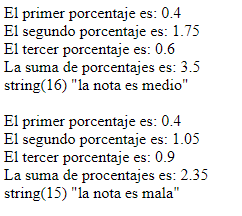 El primer porcentaje es: 0.4
El segundo porcentaje es: 1.75
El tercer porcentaje es: 0.6
La suma de porcentajes es: 3.5
string(16) "la nota es medio"
El primer porcentaje es: 0.4
El segundo porcentaje es: 1.05
El tercer porcentaje es: 0.9
La suma de procentajes es: 2.35
string(15) "la nota es mala"